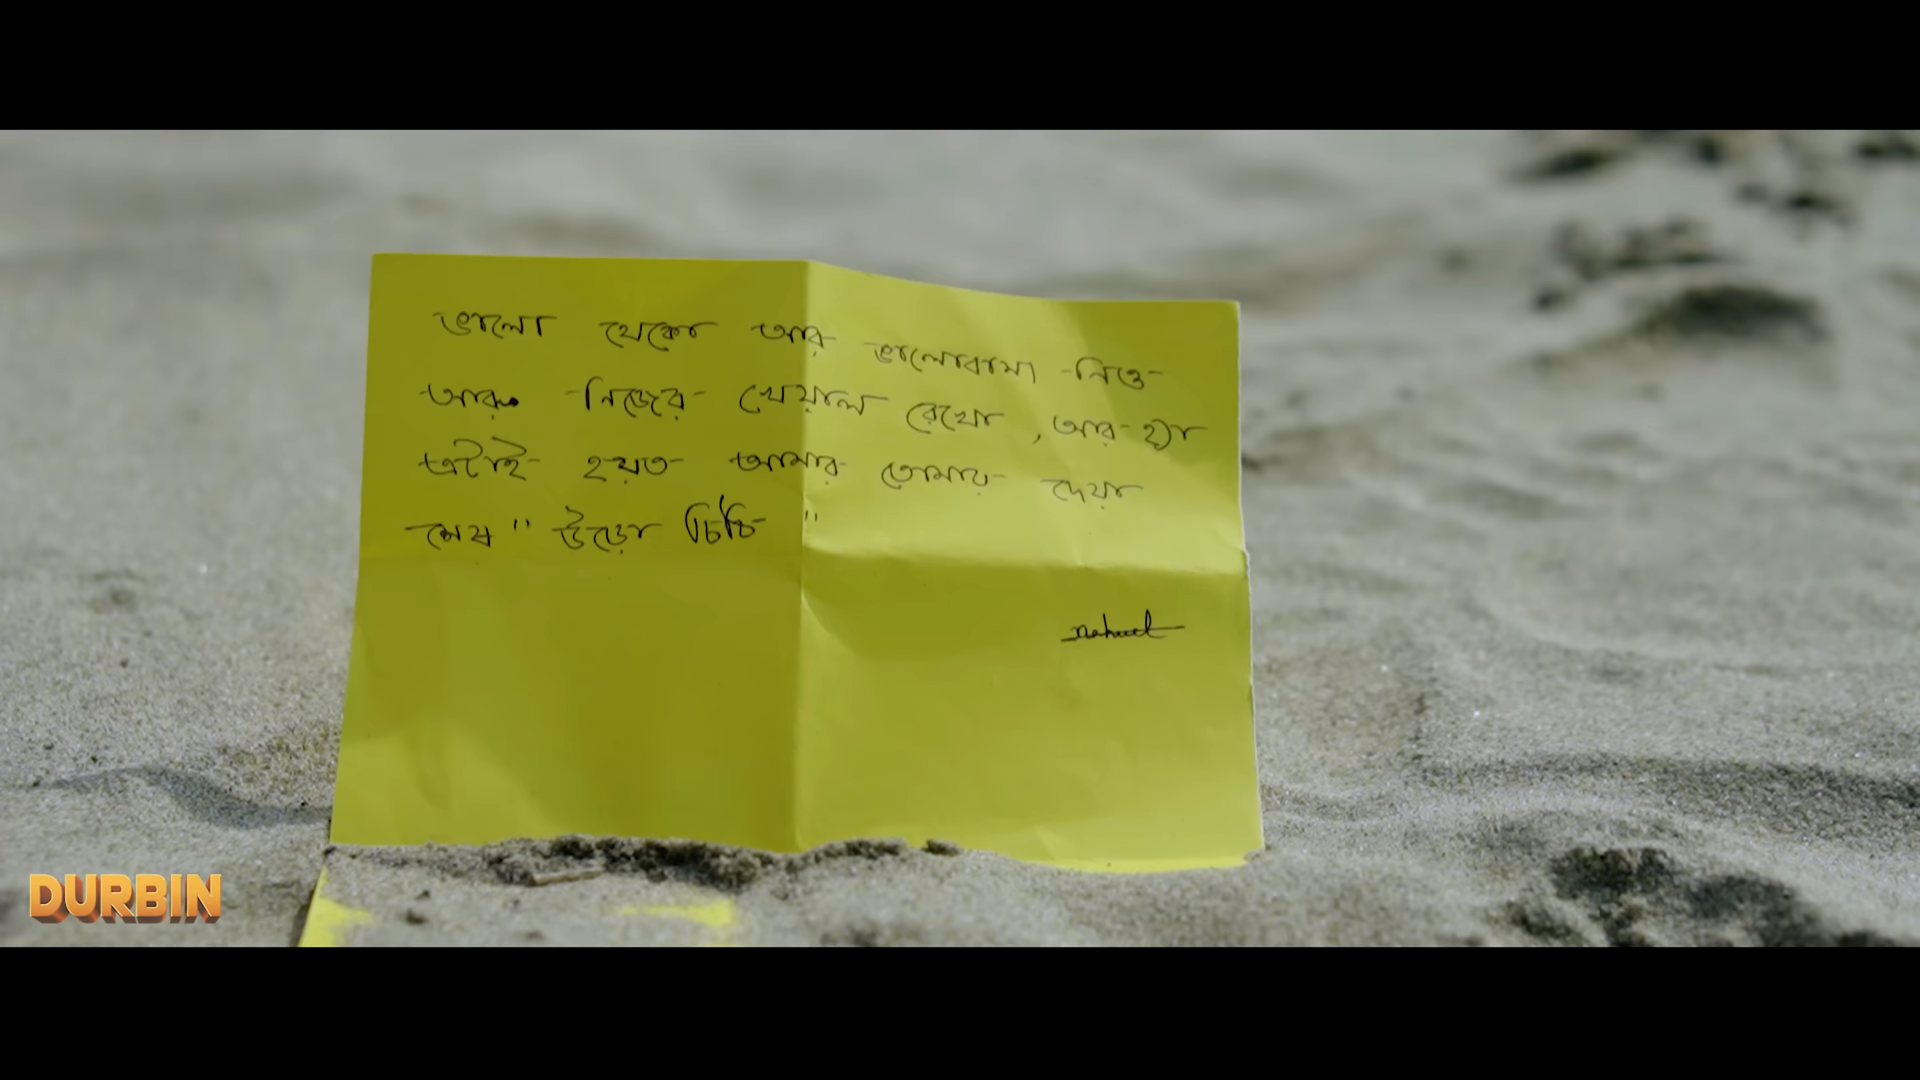 ভালো থেকো আর ভালোবাসা নিও
আর নিজের খেয়াল রেখো , আর হ্যা
এটাই হয়ত আমার তোমায় দেয়া
শেষ " উড়ো চিঠি "
DURBIN